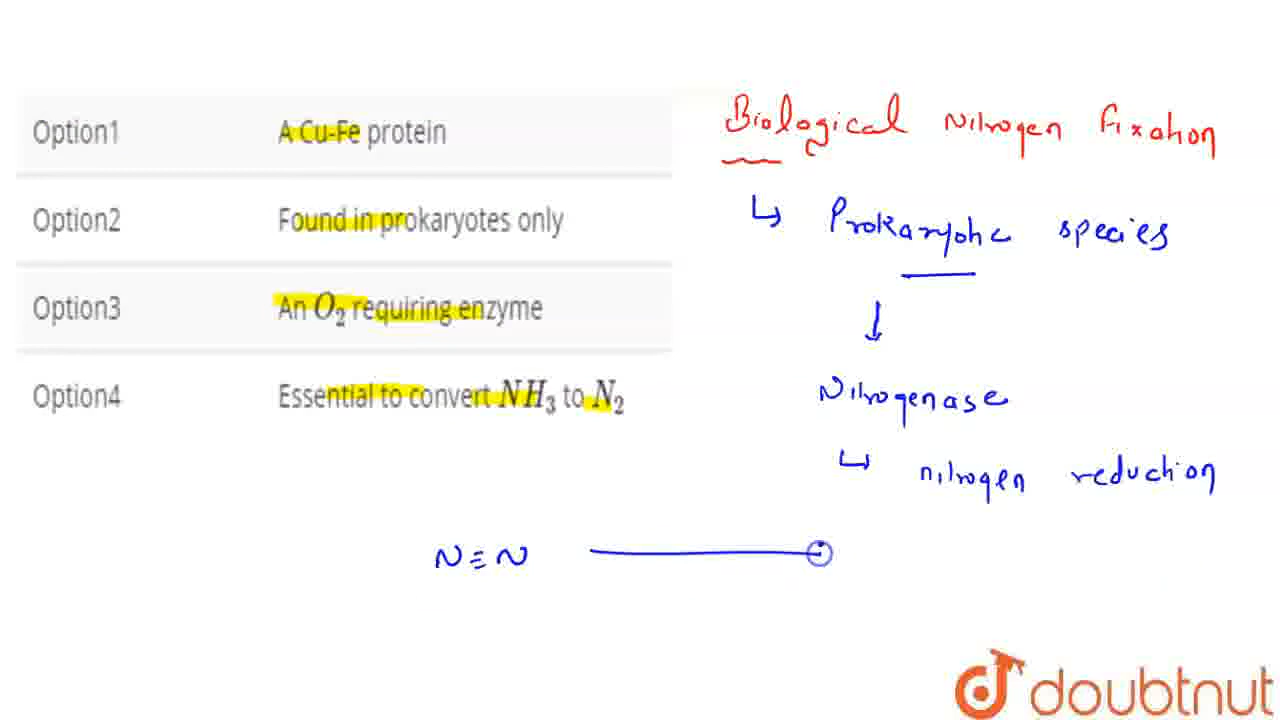 Option1 A Cu-Fe protein
Option2 Found in prokaryotes only
Option3 An O₂ requiring enzyme
Option4 Essential to convert NH₃ to N₂
Biological Nitrogen Fixation
↳ Prokaryotic species
↓
Nitrogenase
↳ nitrogen reduction
N≡N
doubtnut